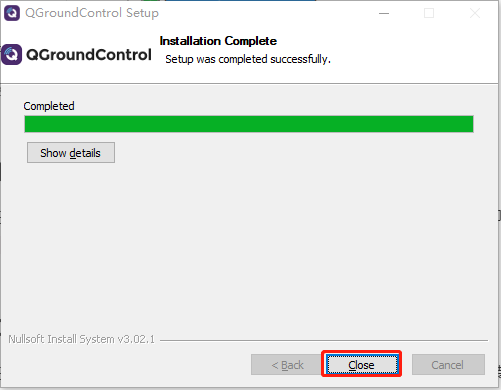 QGroundControl Setup
Installation Complete
Setup was completed successfully.
QGroundControl
Completed
Show details
Nullsoft Install System v3.02.1
< Back
Close
Cancel